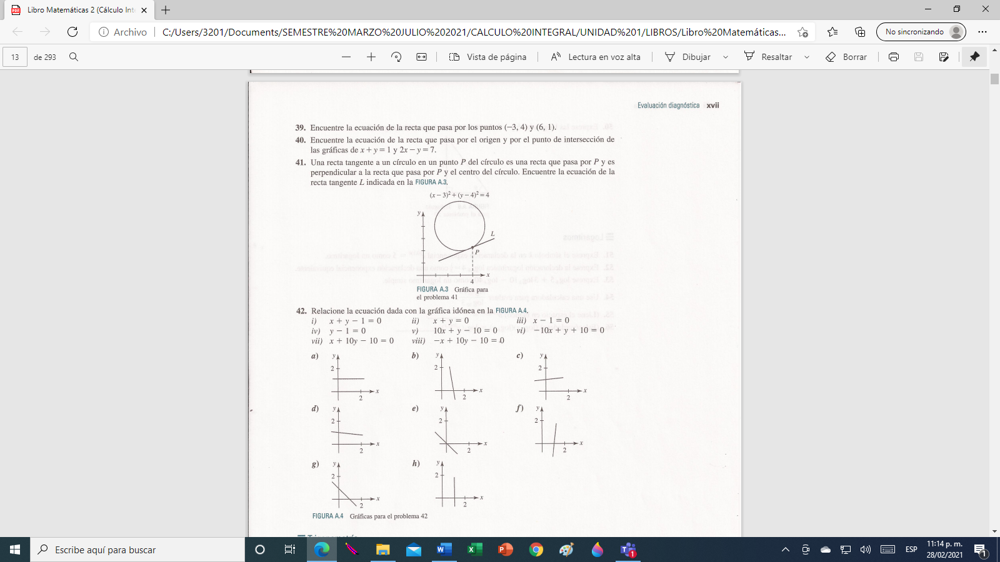 Libro Matemáticas 2 (Cálculo Int
Archivo
C:/Users/3201/Documents/SEMESTRE%20MARZO%20JULIO%202021/CALCULO%20INTEGRAL/UNIDAD%201/LIBROS/Libro%20Matemáticas...
No sincronizando
13 de 293
Vista de página
Lectura en voz alta
Dibujar
Resaltar
Borrar
Evaluación diagnóstica xvii
39. Encuentre la ecuación de la recta que pasa por los puntos (−3, 4) y (6, 1).
40. Encuentre la ecuación de la recta que pasa por el origen y por el punto de intersección de
las gráficas de x + y = 1 y 2x − y = 7.
41. Una recta tangente a un círculo en un punto P del círculo es una recta que pasa por P y es
perpendicular a la recta que pasa por P y el centro del círculo. Encuentre la ecuación de la
recta tangente L indicada en la FIGURA A.3.
(x − 3)² + (y − 4)² = 4
y
L
P
x
4
FIGURA A.3 Gráfica para
el problema 41
42. Relacione la ecuación dada con la gráfica idónea en la FIGURA A.4.
i) x + y − 1 = 0 ii) x + y = 0 iii) x − 1 = 0
iv) y − 1 = 0 v) 10x + y − 10 = 0 vi) −10x + y + 10 = 0
vii) x + 10y − 10 = 0 viii) −x + 10y − 10 = 0
a) y 2 x 2
b) y 2 x 2
c) y 2 x 2
d) y 2 x 2
e) y 2 x 2
f) y 2 x 2
g) y 2 x 2
h) y 2 x 2
FIGURA A.4 Gráficas para el problema 42
Escribe aquí para buscar
ESP
11:14 p. m.
28/02/2021
1